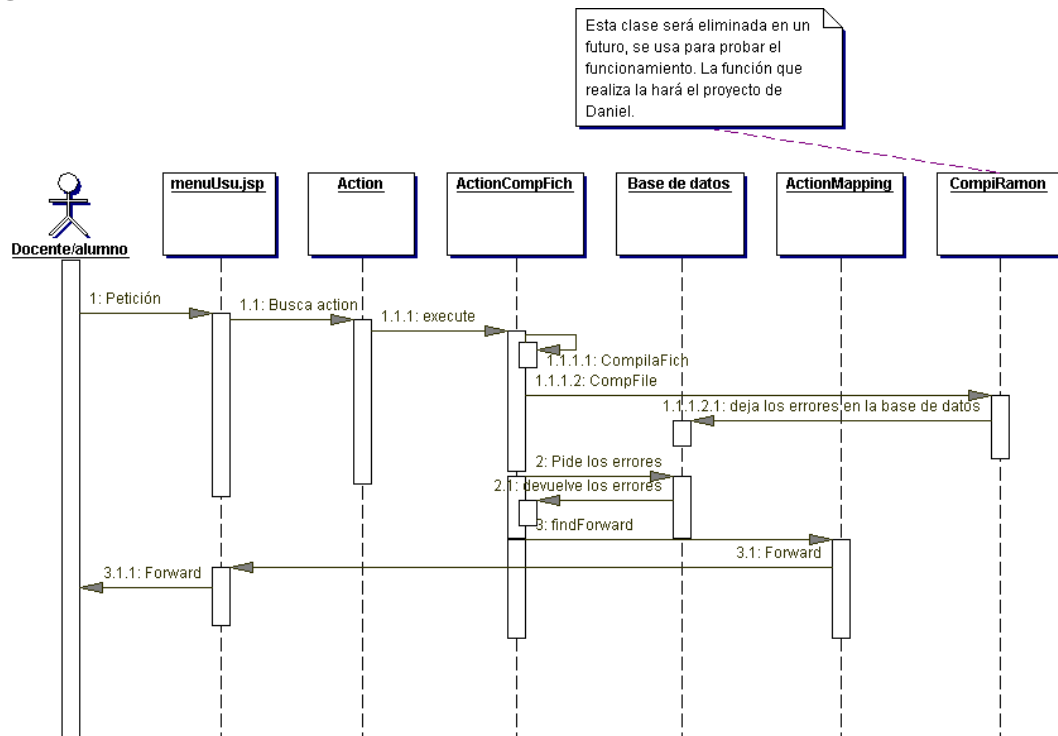 Esta clase será eliminada en un
futuro, se usa para probar el
funcionamiento. La función que
realiza la hará el proyecto de
Daniel.
menuUsu.jsp
Action
ActionCompFich
Base de datos
ActionMapping
CompiRamon
Docente/alumno
1: Petición
1.1: Busca action
1.1.1: execute
1.1.1.1: CompilaFich
1.1.1.2: CompFile
1.1.1.2.1: deja los errores en la base de datos
2: Pide los errores
2.1: devuelve los errores
3: findForward
3.1: Forward
3.1.1: Forward